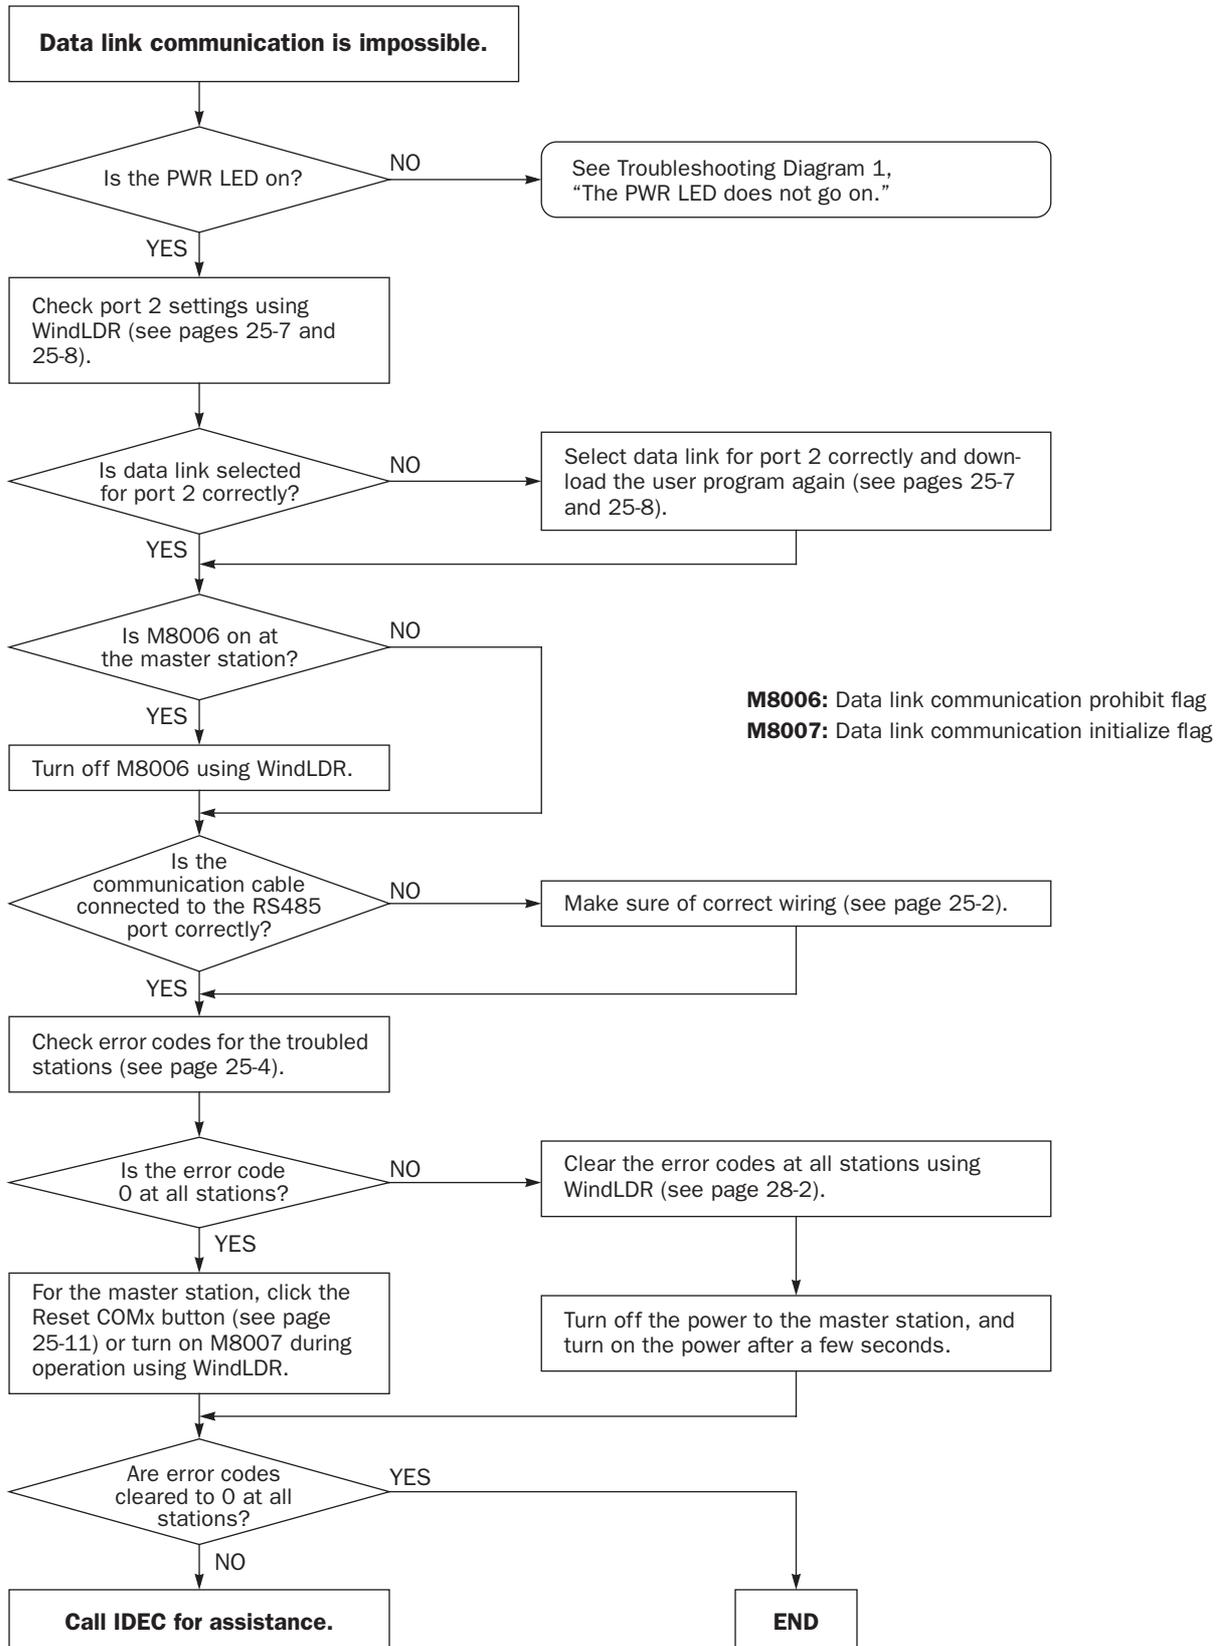 Data link communication is impossible.
Is the PWR LED on?
NO
See Troubleshooting Diagram 1,
“The PWR LED does not go on.”
YES
Check port 2 settings using
WindLDR (see pages 25-7 and
25-8).
Is data link selected
for port 2 correctly?
NO
Select data link for port 2 correctly and down-
load the user program again (see pages 25-7
and 25-8).
YES
Is M8006 on at
the master station?
NO
M8006: Data link communication prohibit flag
M8007: Data link communication initialize flag
YES
Turn off M8006 using WindLDR.
Is the
communication cable
connected to the RS485
port correctly?
NO
Make sure of correct wiring (see page 25-2).
YES
Check error codes for the troubled
stations (see page 25-4).
Is the error code
0 at all stations?
NO
Clear the error codes at all stations using
WindLDR (see page 28-2).
YES
For the master station, click the
Reset COMx button (see page
25-11) or turn on M8007 during
operation using WindLDR.
Turn off the power to the master station, and
turn on the power after a few seconds.
Are error codes
cleared to 0 at all
stations?
YES
NO
Call IDEC for assistance.
END